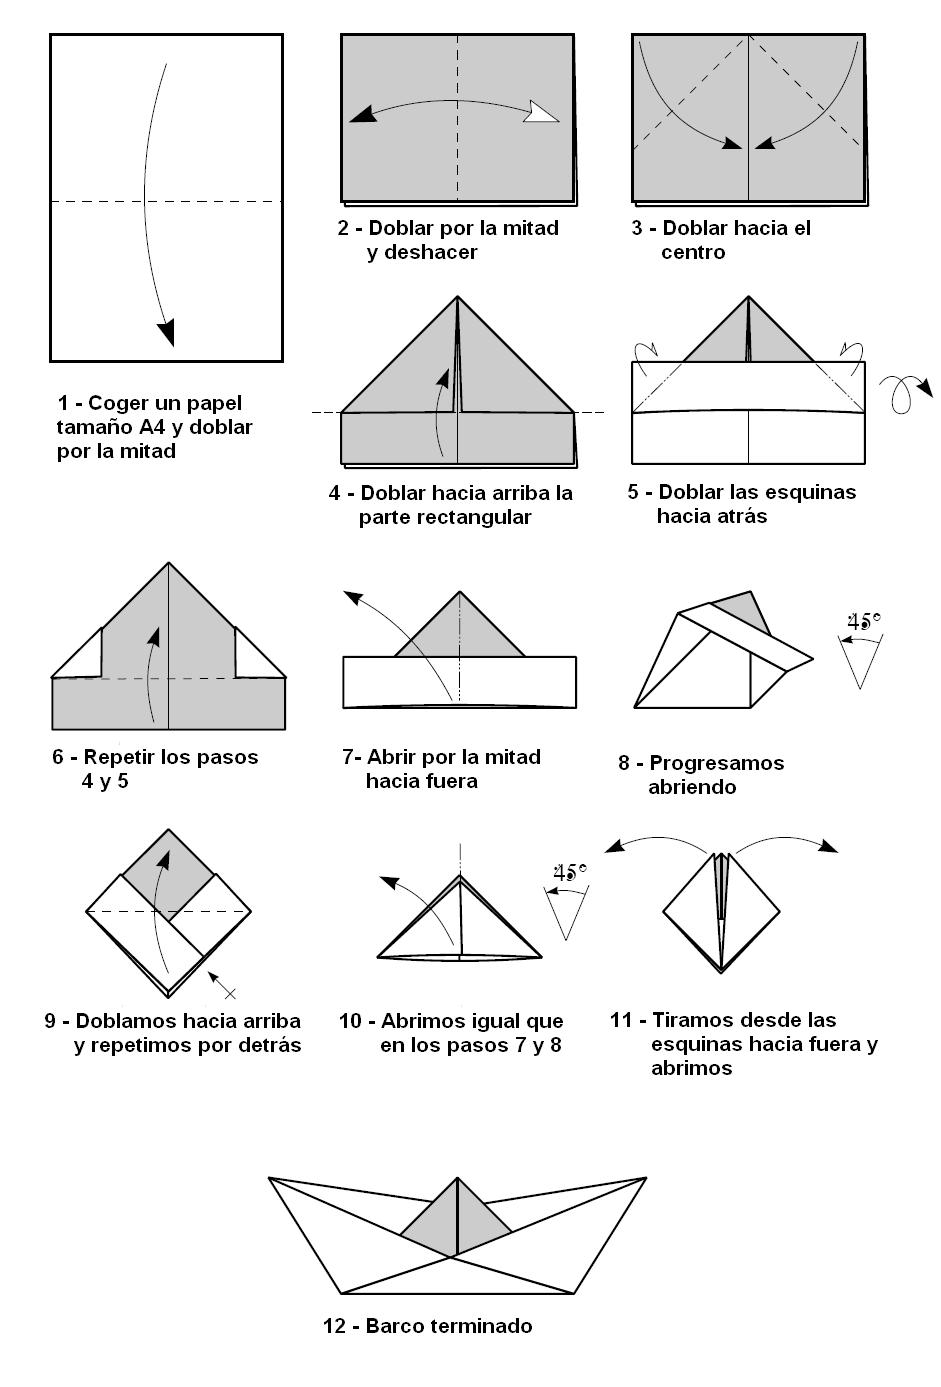 1 - Coger un papel
tamaño A4 y doblar
por la mitad
2 - Doblar por la mitad
y deshacer
3 - Doblar hacia el
centro
4 - Doblar hacia arriba la
parte rectangular
5 - Doblar las esquinas
hacia atrás
6 - Repetir los pasos
4 y 5
7- Abrir por la mitad
hacia fuera
45°
8 - Progresamos
abriendo
9 - Doblamos hacia arriba
y repetimos por detrás
45°
10 - Abrimos igual que
en los pasos 7 y 8
11 - Tiramos desde las
esquinas hacia fuera y
abrimos
12 - Barco terminado